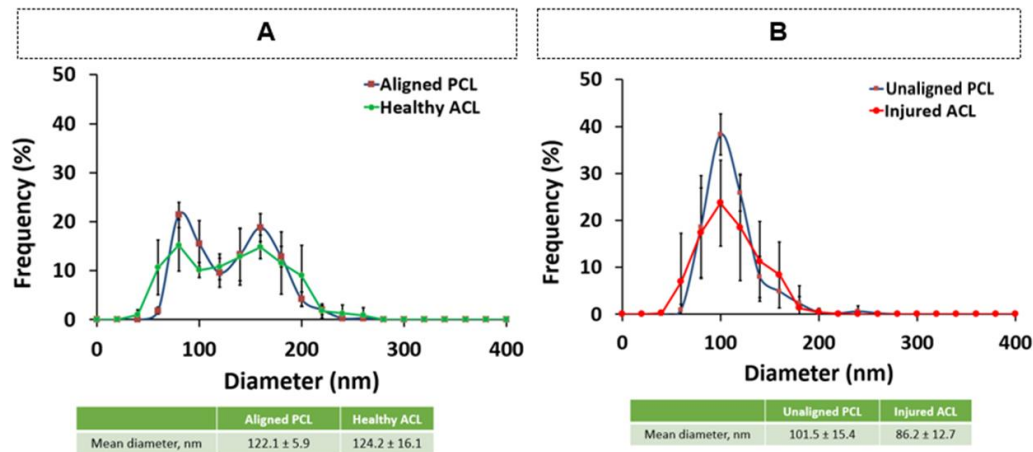 A
50
40
30
20
10
0
Frequency (%)
Aligned PCL
Healthy ACL
0 100 200 300 400
Diameter (nm)
Aligned PCL Healthy ACL
Mean diameter, nm 122.1 ± 5.9 124.2 ± 16.1
B
50
40
30
20
10
0
Frequency (%)
Unaligned PCL
Injured ACL
0 100 200 300 400
Diameter (nm)
Unaligned PCL Injured ACL
Mean diameter, nm 101.5 ± 15.4 86.2 ± 12.7